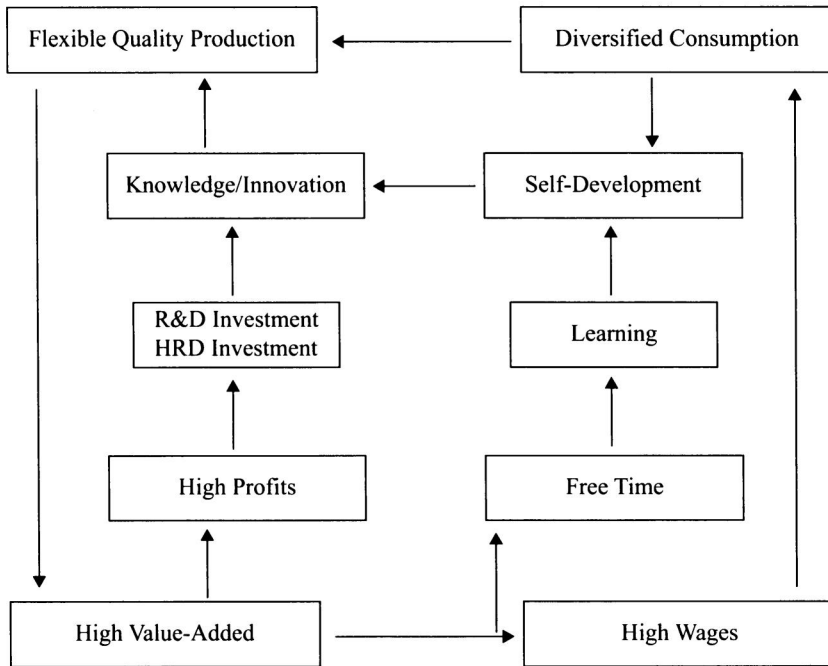 Flexible Quality Production
Diversified Consumption
Knowledge/Innovation
Self-Development
R&D Investment
HRD Investment
Learning
High Profits
Free Time
High Value-Added
High Wages